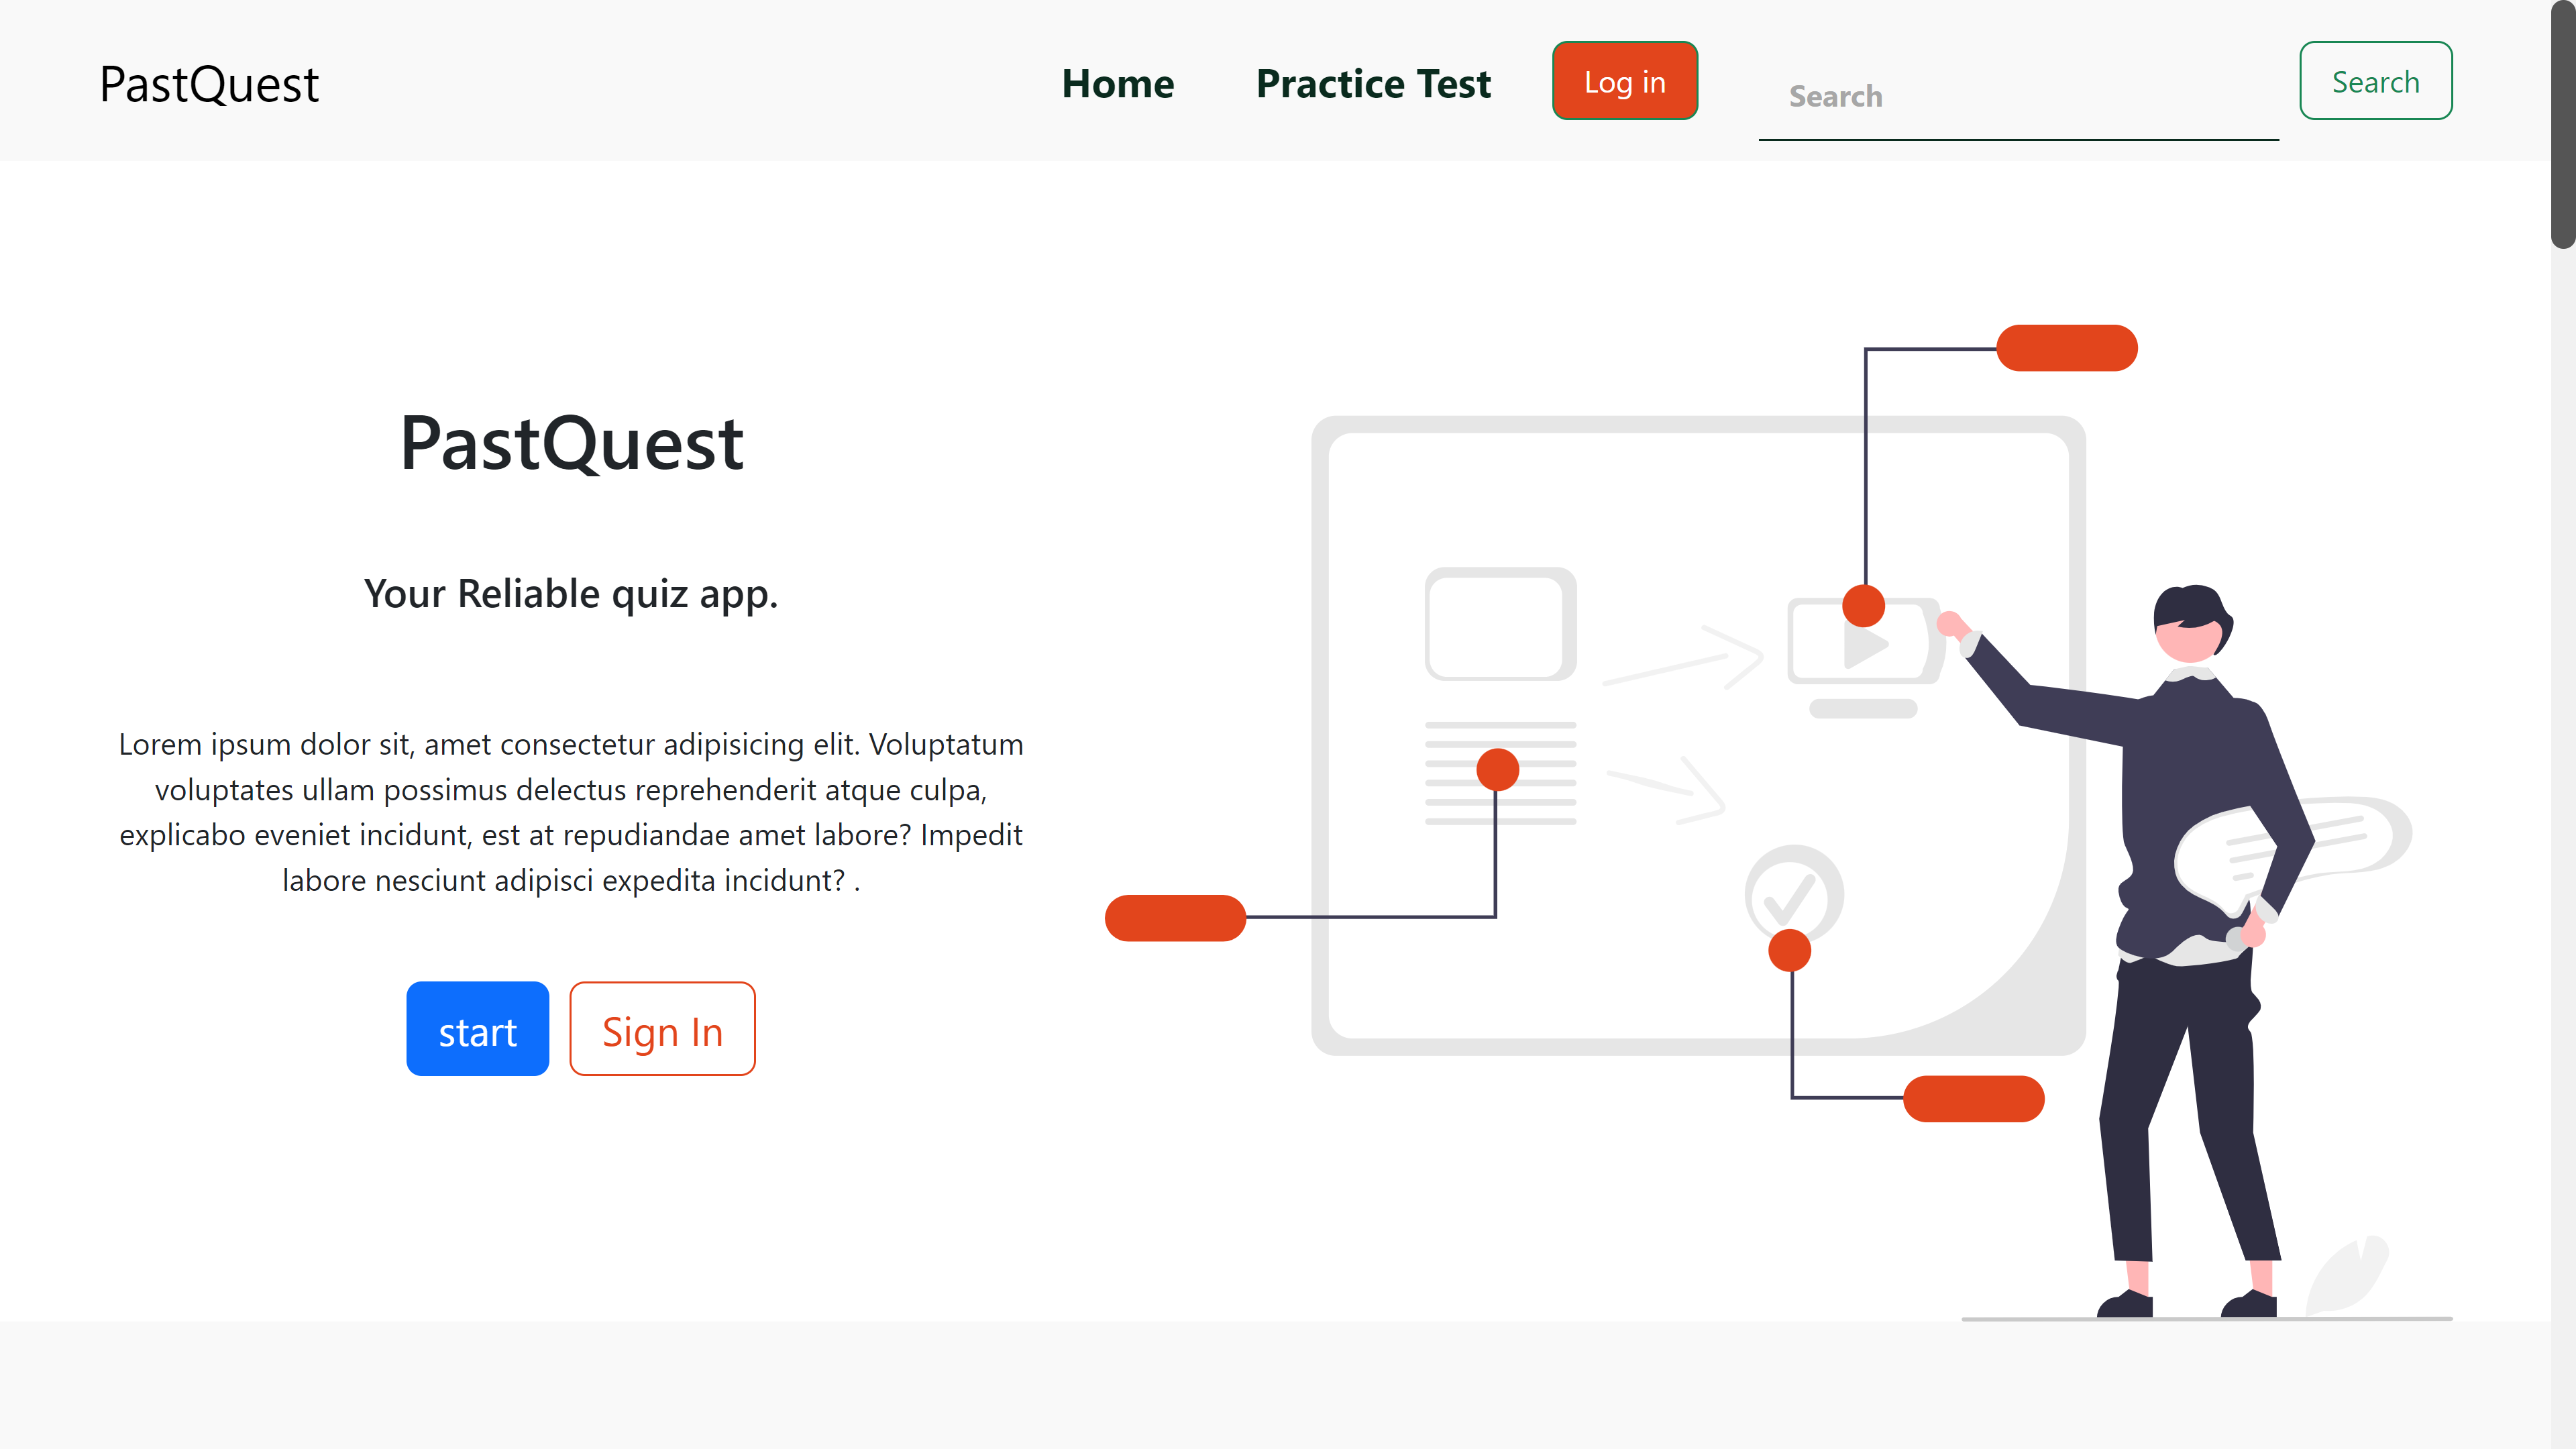 PastQuest
Home
Practice Test
Log in
Search
Search
PastQuest
Your Reliable quiz app.
Lorem ipsum dolor sit, amet consectetur adipisicing elit. Voluptatum
voluptates ullam possimus delectus reprehenderit atque culpa,
explicabo eveniet incidunt, est at repudiandae amet labore? Impedit
labore nesciunt adipisci expedita incidunt? .
start
Sign In